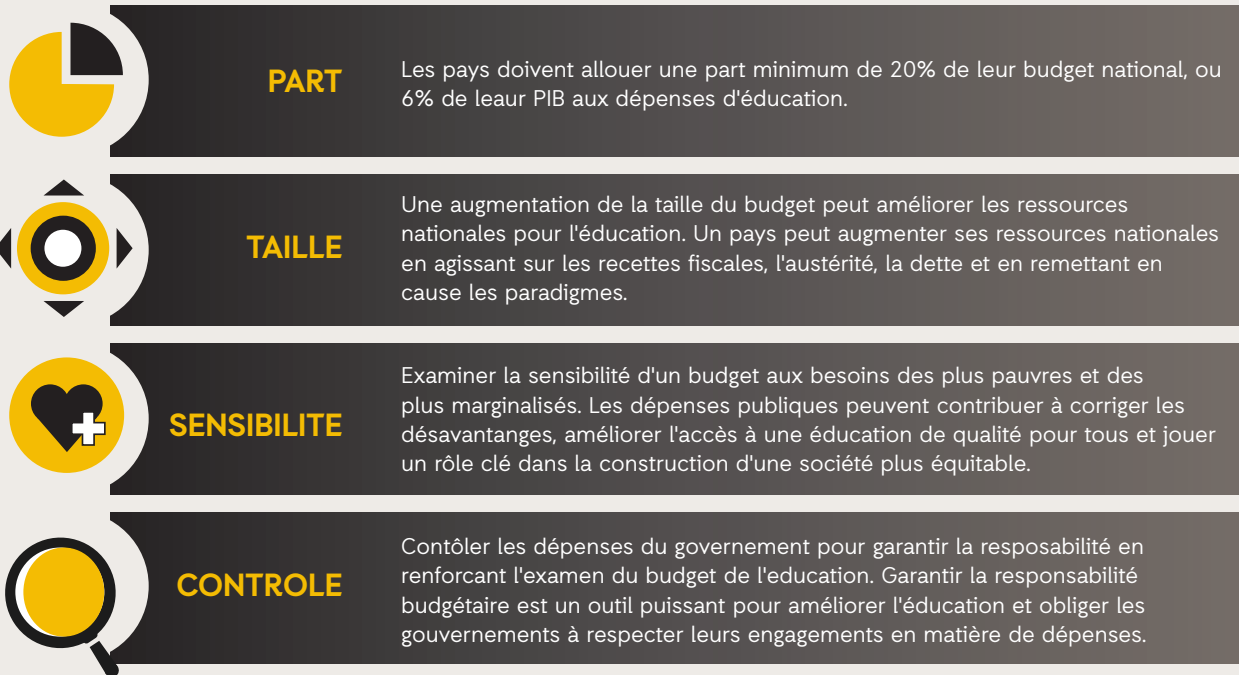 PART
Les pays doivent allouer une part minimum de 20% de leur budget national, ou
6% de leaur PIB aux dépenses d'éducation.
TAILLE
Une augmentation de la taille du budget peut améliorer les ressources
nationales pour l'éducation. Un pays peut augmenter ses ressources nationales
en agissant sur les recettes fiscales, l'austérité, la dette et en remettant en
cause les paradigmes.
SENSIBILITE
Examiner la sensibilité d'un budget aux besoins des plus pauvres et des
plus marginalisés. Les dépenses publiques peuvent contribuer à corriger les
désavantanges, améliorer l'accès à une éducation de qualité pour tous et jouer
un rôle clé dans la construction d'une société plus équitable.
CONTROLE
Contôler les dépenses du governement pour garantir la resposabilité en
renforcant l'examen du budget de l'education. Garantir la responsabilité
budgétaire est un outil puissant pour améliorer l'éducation et obliger les
gouvernements à respecter leurs engagements en matière de dépenses.